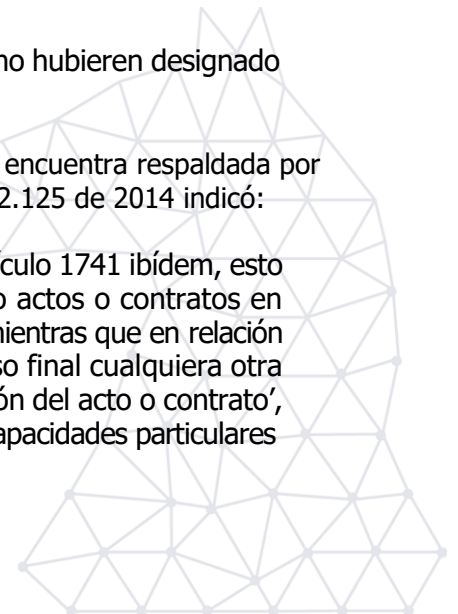 no hubieren designado
encuentra respaldada por
2.125 de 2014 indicó:
ículo 1741 ibídem, esto
o actos o contratos en
mientras que en relación
so final cualquiera otra
ón del acto o contrato’,
apacidades particulares